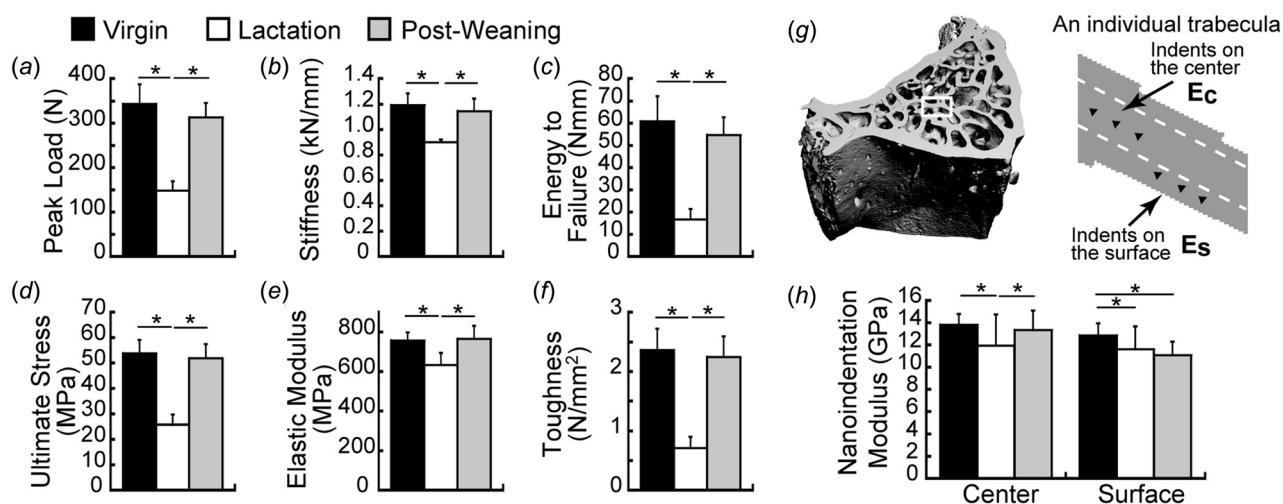 Virgin Lactation Post-Weaning
(a)
Peak Load (N)
400
350
300
250
200
150
100
50
0
* *
(b)
Stiffness (kN/mm)
1.4
1.2
1.0
0.8
0.6
0.4
0.2
0
* *
(c)
Energy to
Failure (Nmm)
80
70
60
50
40
30
20
10
0
* *
(d)
Ultimate Stress
(MPa)
70
60
50
40
30
20
10
0
* *
(e)
Elastic Modulus
(MPa)
800
600
400
200
0
* *
(f)
Toughness
(N/mm2)
3
2
1
0
* *
(g)
An individual trabecula
Indents on
the center
Ec
Indents on
the surface
Es
(h)
Nanoindentation
Modulus (GPa)
16
14
12
10
8
6
4
2
0
* *
* *
Center Surface